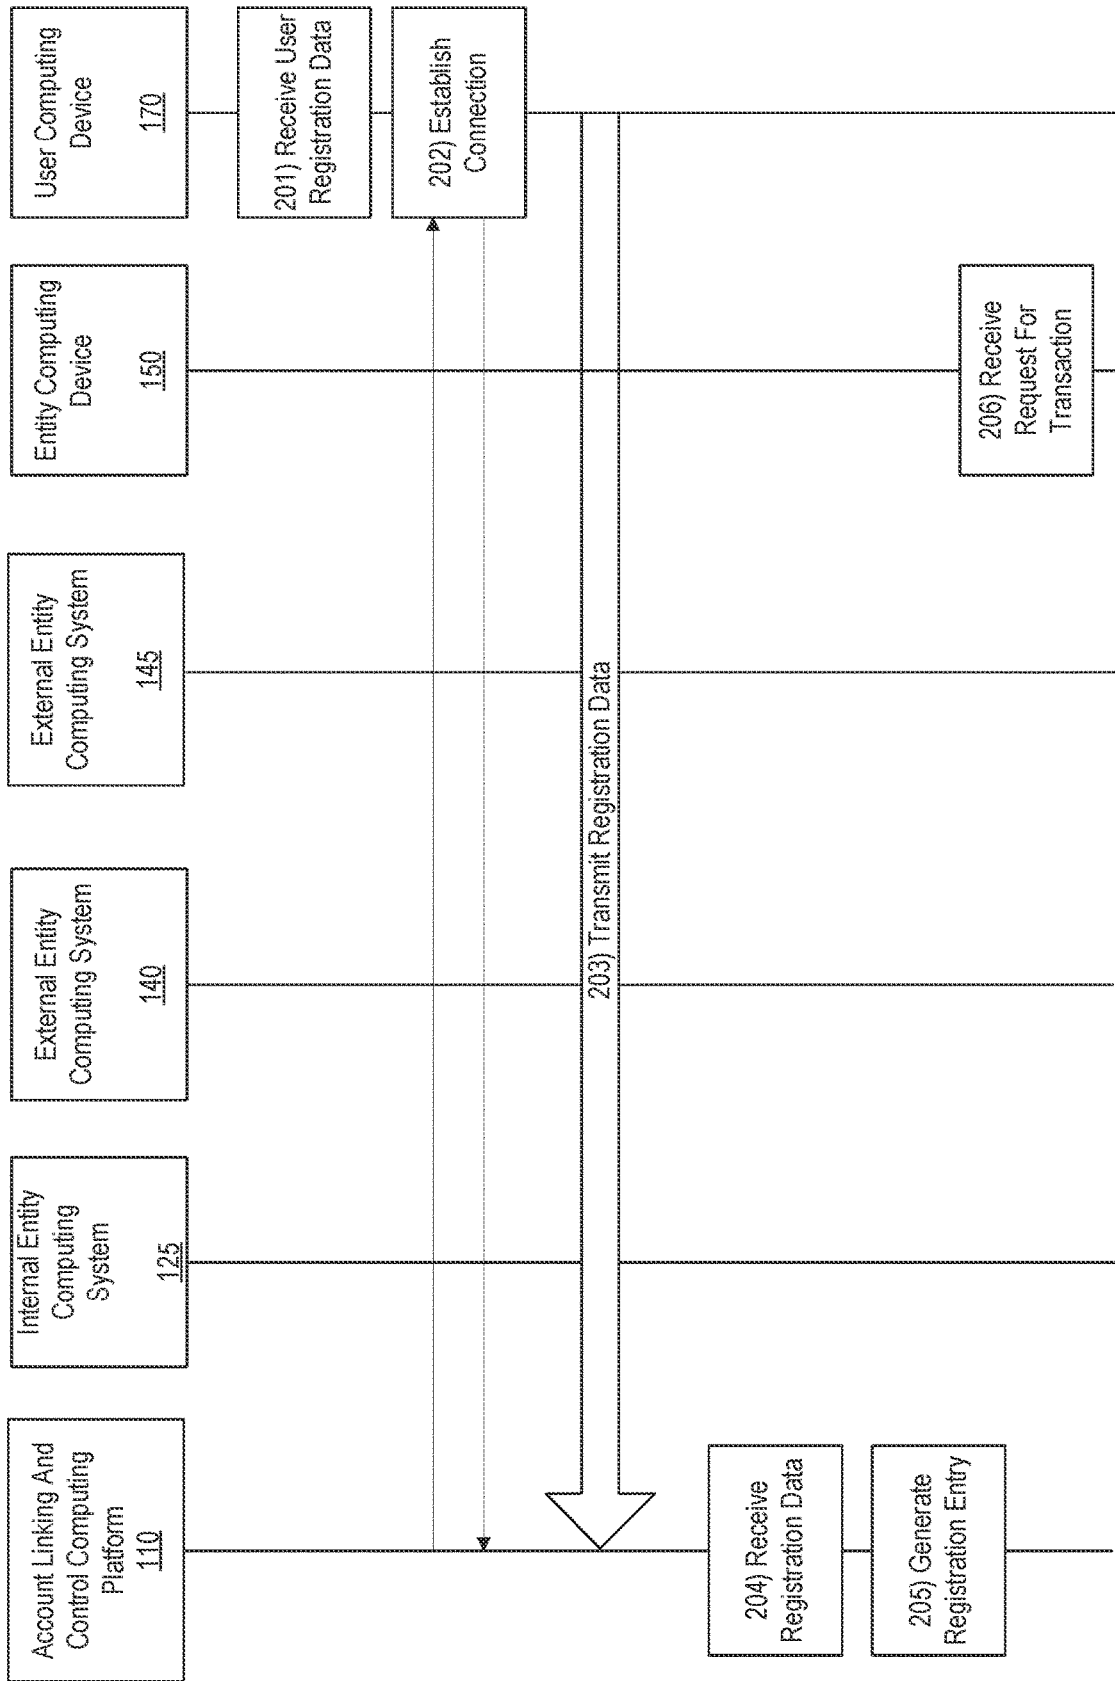 Account Linking And
Control Computing
Platform
110
Internal Entity
Computing
System
125
External Entity
Computing System
140
External Entity
Computing System
145
Entity Computing
Device
150
User Computing
Device
170
201) Receive User
Registration Data
202) Establish
Connection
203) Transmit Registration Data
204) Receive
Registration Data
205) Generate
Registration Entry
206) Receive
Request For
Transaction